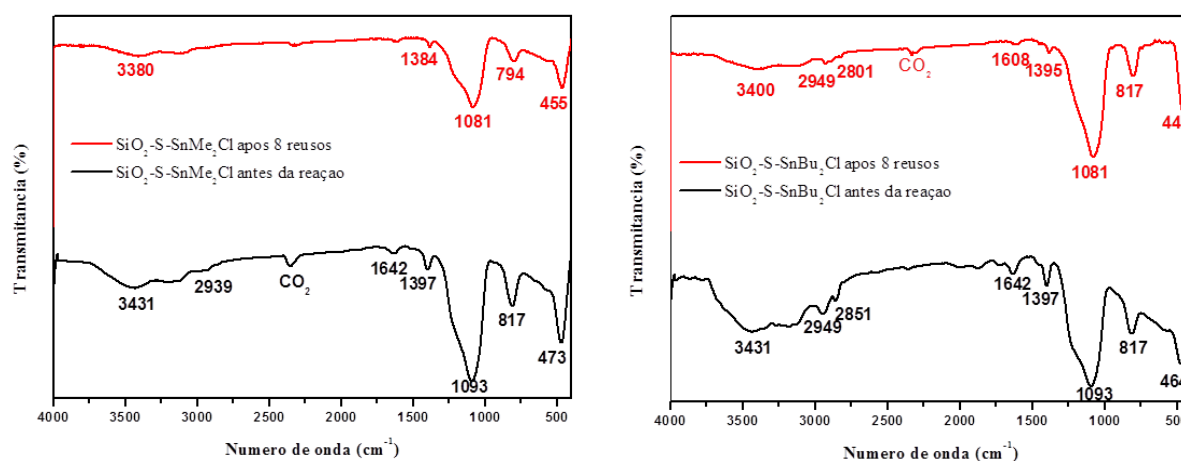 3380
1384
794
455
1081
SiO2-S-SnMe2Cl apos 8 reusos
SiO2-S-SnMe2Cl antes da reaçao
3431
2939
CO2
1642
1397
817
473
1093
4000 3500 3000 2500 2000 1500 1000 500
Numero de onda (cm-1)
Transmitancia (%)
3400
2949
2801
CO2
1608
1395
817
44
1081
SiO2-S-SnBu2Cl apos 8 reusos
SiO2-S-SnBu2Cl antes da reaçao
3431
2949
2851
1642
1397
817
464
1093
4000 3500 3000 2500 2000 1500 1000 500
Numero de onda (cm-1)
Transmitancia (%)